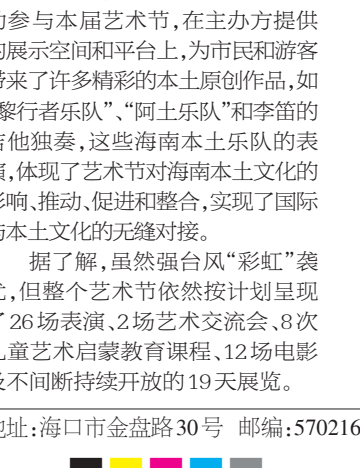 参与本届艺术节,在主办方提供
的展示空间和平台上,为市民和游客
带来了许多精彩的本土原创作品,如
黎行者乐队”、“阿土乐队”和李笛的
吉他独奏,这些海南本土乐队的表
演,体现了艺术节对海南本土文化的
影响、推动、促进和整合,实现了国际
与本土文化的无缝对接。
据了解,虽然强台风“彩虹”袭
扰,但整个艺术节依然按计划呈现
了26场表演、2场艺术交流会、8次
儿童艺术启蒙教育课程、12场电影
及不间断持续开放的19天展览。
地址:海口市金盘路30号 邮编:570216